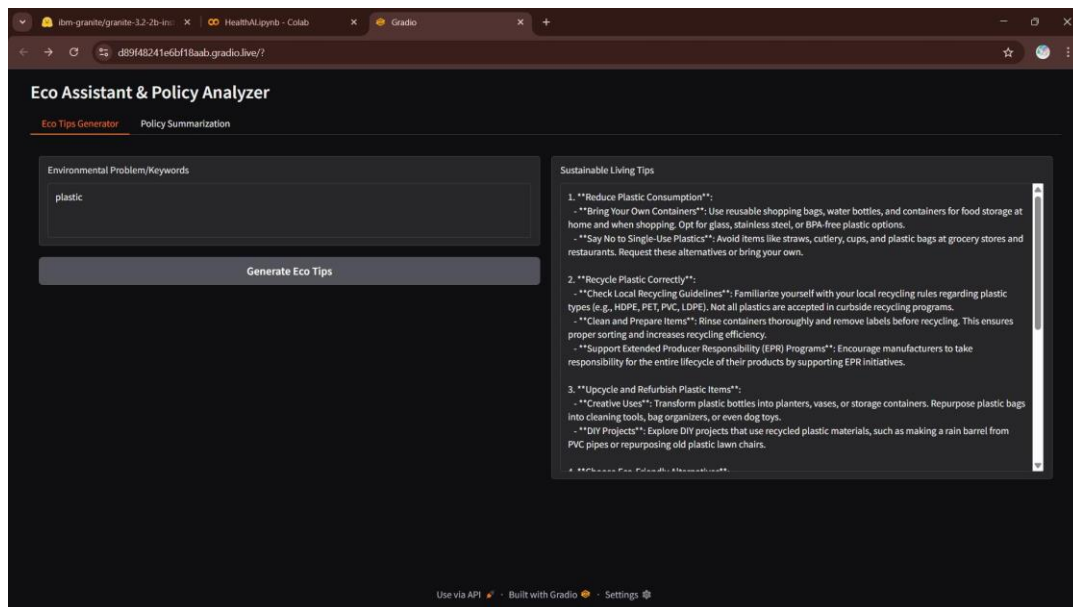 ibm-granite/granite-3.2-2b-inc
HealthAI.ipynb - Colab
Gradio
d89f48241e6bf18aab.gradio.live/?
Eco Assistant & Policy Analyzer
Eco Tips Generator
Policy Summarization
Environmental Problem/Keywords
plastic
Generate Eco Tips
Sustainable Living Tips
1. **Reduce Plastic Consumption**:
- **Bring Your Own Containers**: Use reusable shopping bags, water bottles, and containers for food storage at
home and when shopping. Opt for glass, stainless steel, or BPA-free plastic options.
- **Say No to Single-Use Plastics**: Avoid items like straws, cutlery, cups, and plastic bags at grocery stores and
restaurants. Request these alternatives or bring your own.
2. **Recycle Plastic Correctly**:
- **Check Local Recycling Guidelines**: Familiarize yourself with your local recycling rules regarding plastic
types (e.g., HDPE, PET, PVC, LDPE). Not all plastics are accepted in curbside recycling programs.
- **Clean and Prepare Items**: Rinse containers thoroughly and remove labels before recycling. This ensures
proper sorting and increases recycling efficiency.
- **Support Extended Producer Responsibility (EPR) Programs**: Encourage manufacturers to take
responsibility for the entire lifecycle of their products by supporting EPR initiatives.
3. **Upcycle and Refurbish Plastic Items**:
- **Creative Uses**: Transform plastic bottles into planters, vases, or storage containers. Repurpose plastic bags
into cleaning tools, bag organizers, or even dog toys.
- **DIY Projects**: Explore DIY projects that use recycled plastic materials, such as making a rain barrel from
PVC pipes or repurposing old plastic lawn chairs.
4. **Choose Eco-Friendly Alternatives**:
Use via API · Built with Gradio · Settings